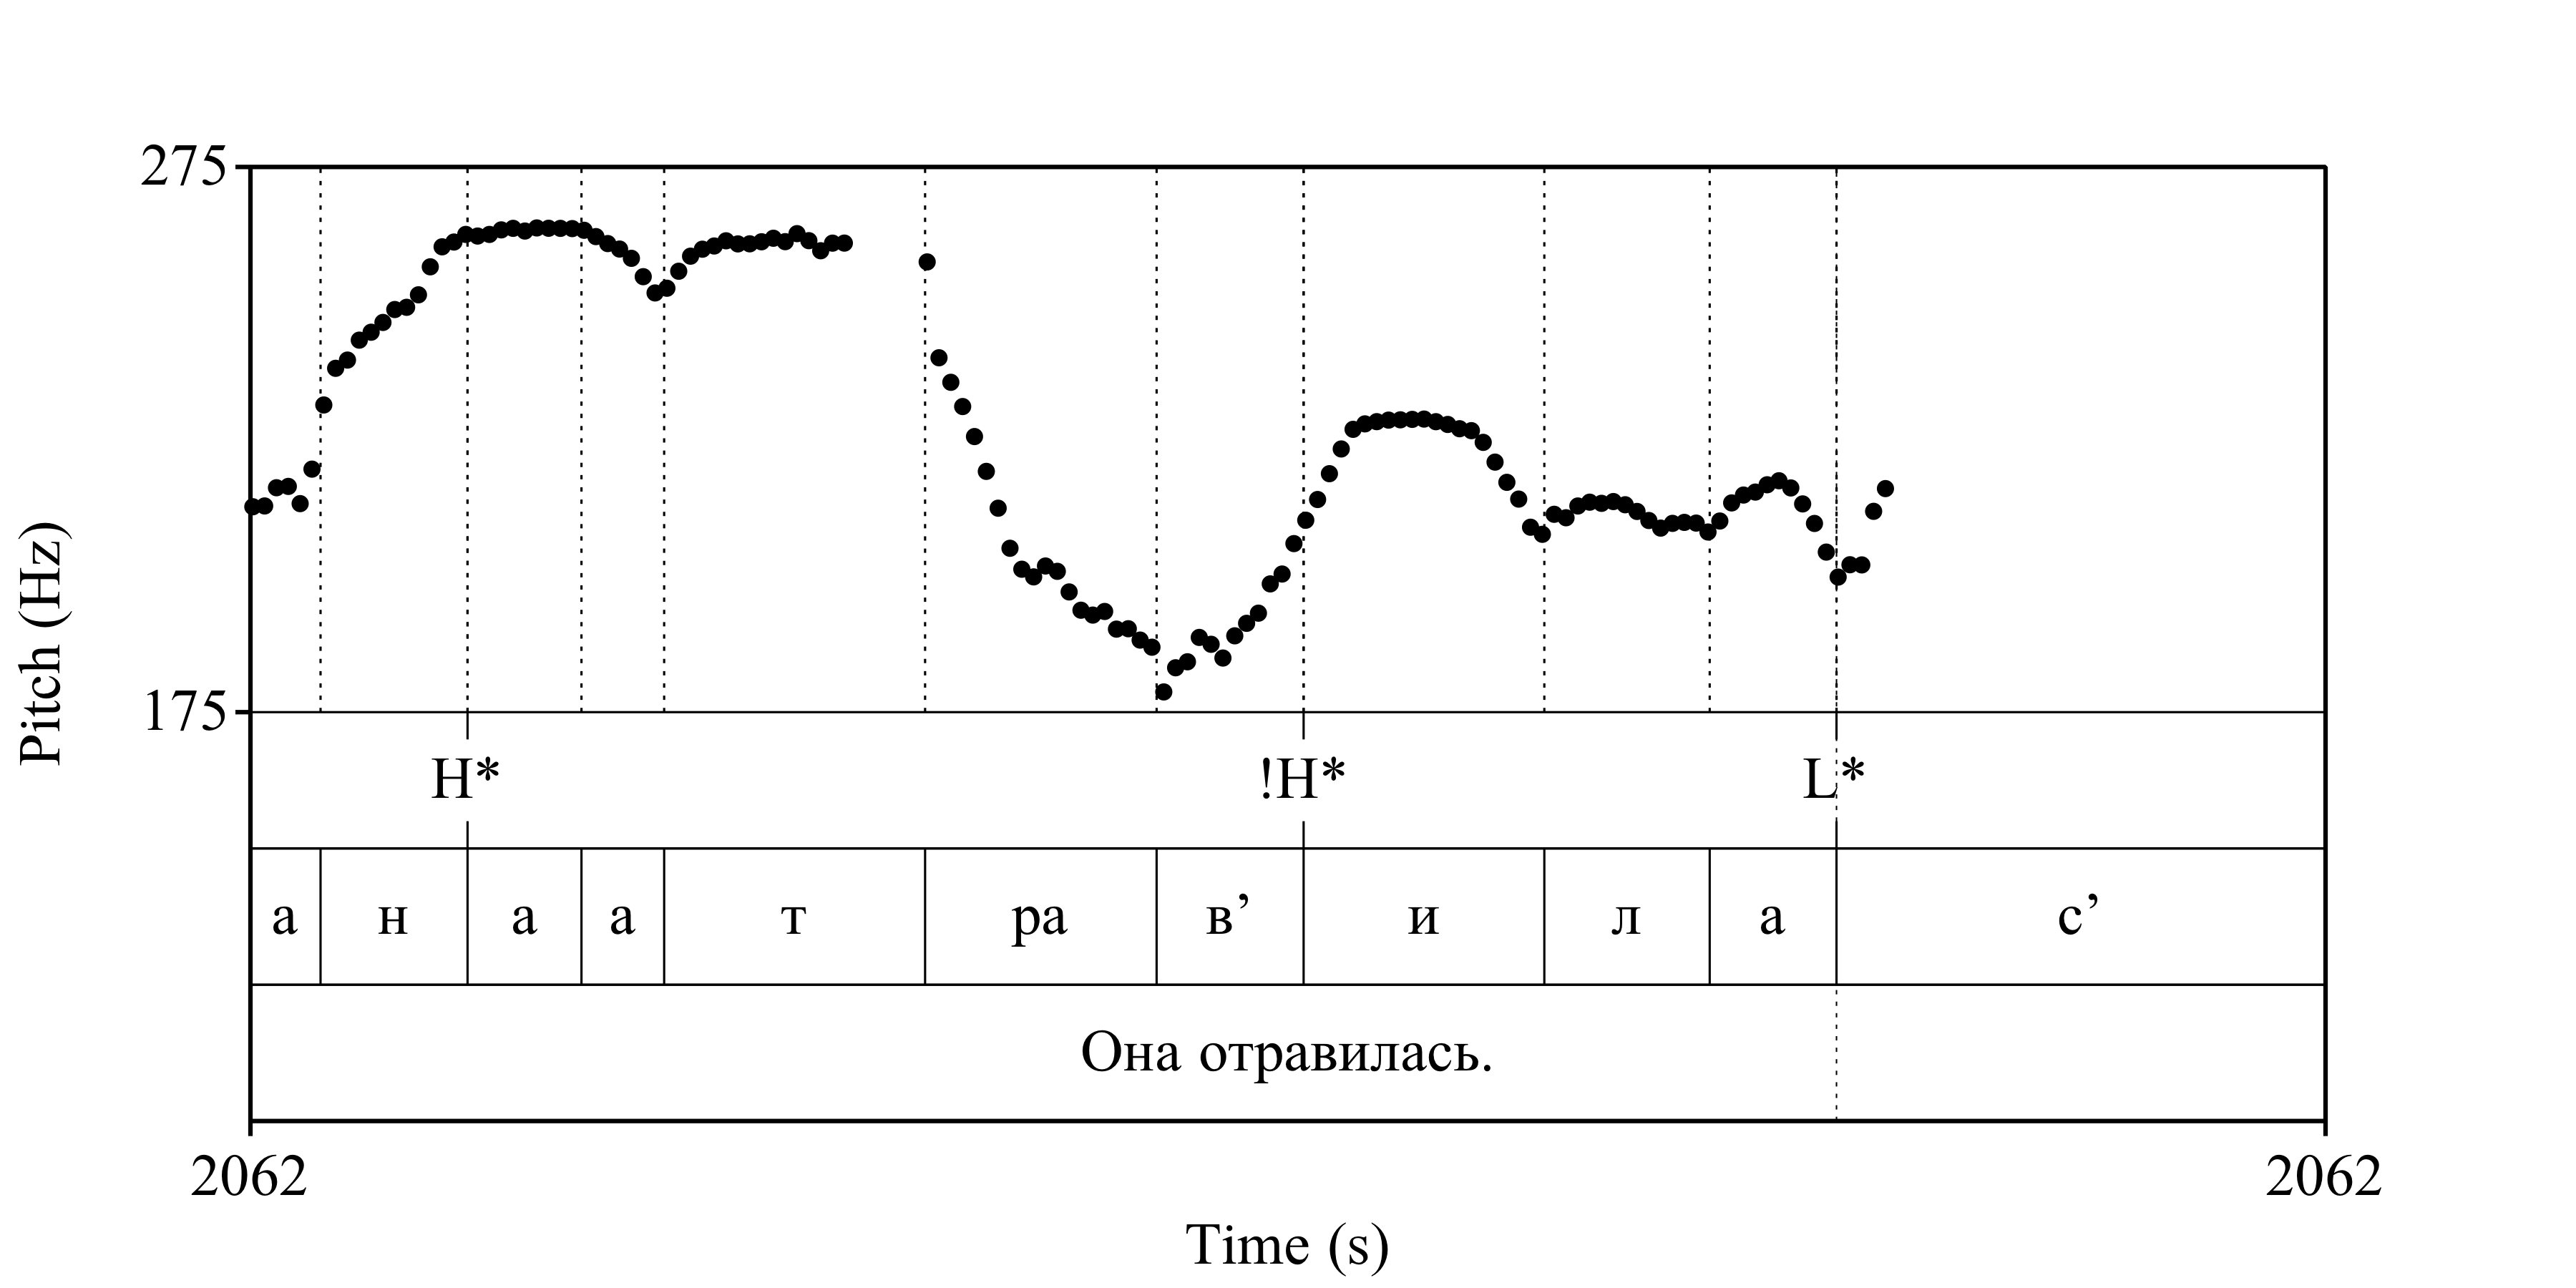 275
175
Pitch (Hz)
H* !H* L*
а н а а т ра в’ и л а с’
Она отравилась.
2062 2062
Time (s)